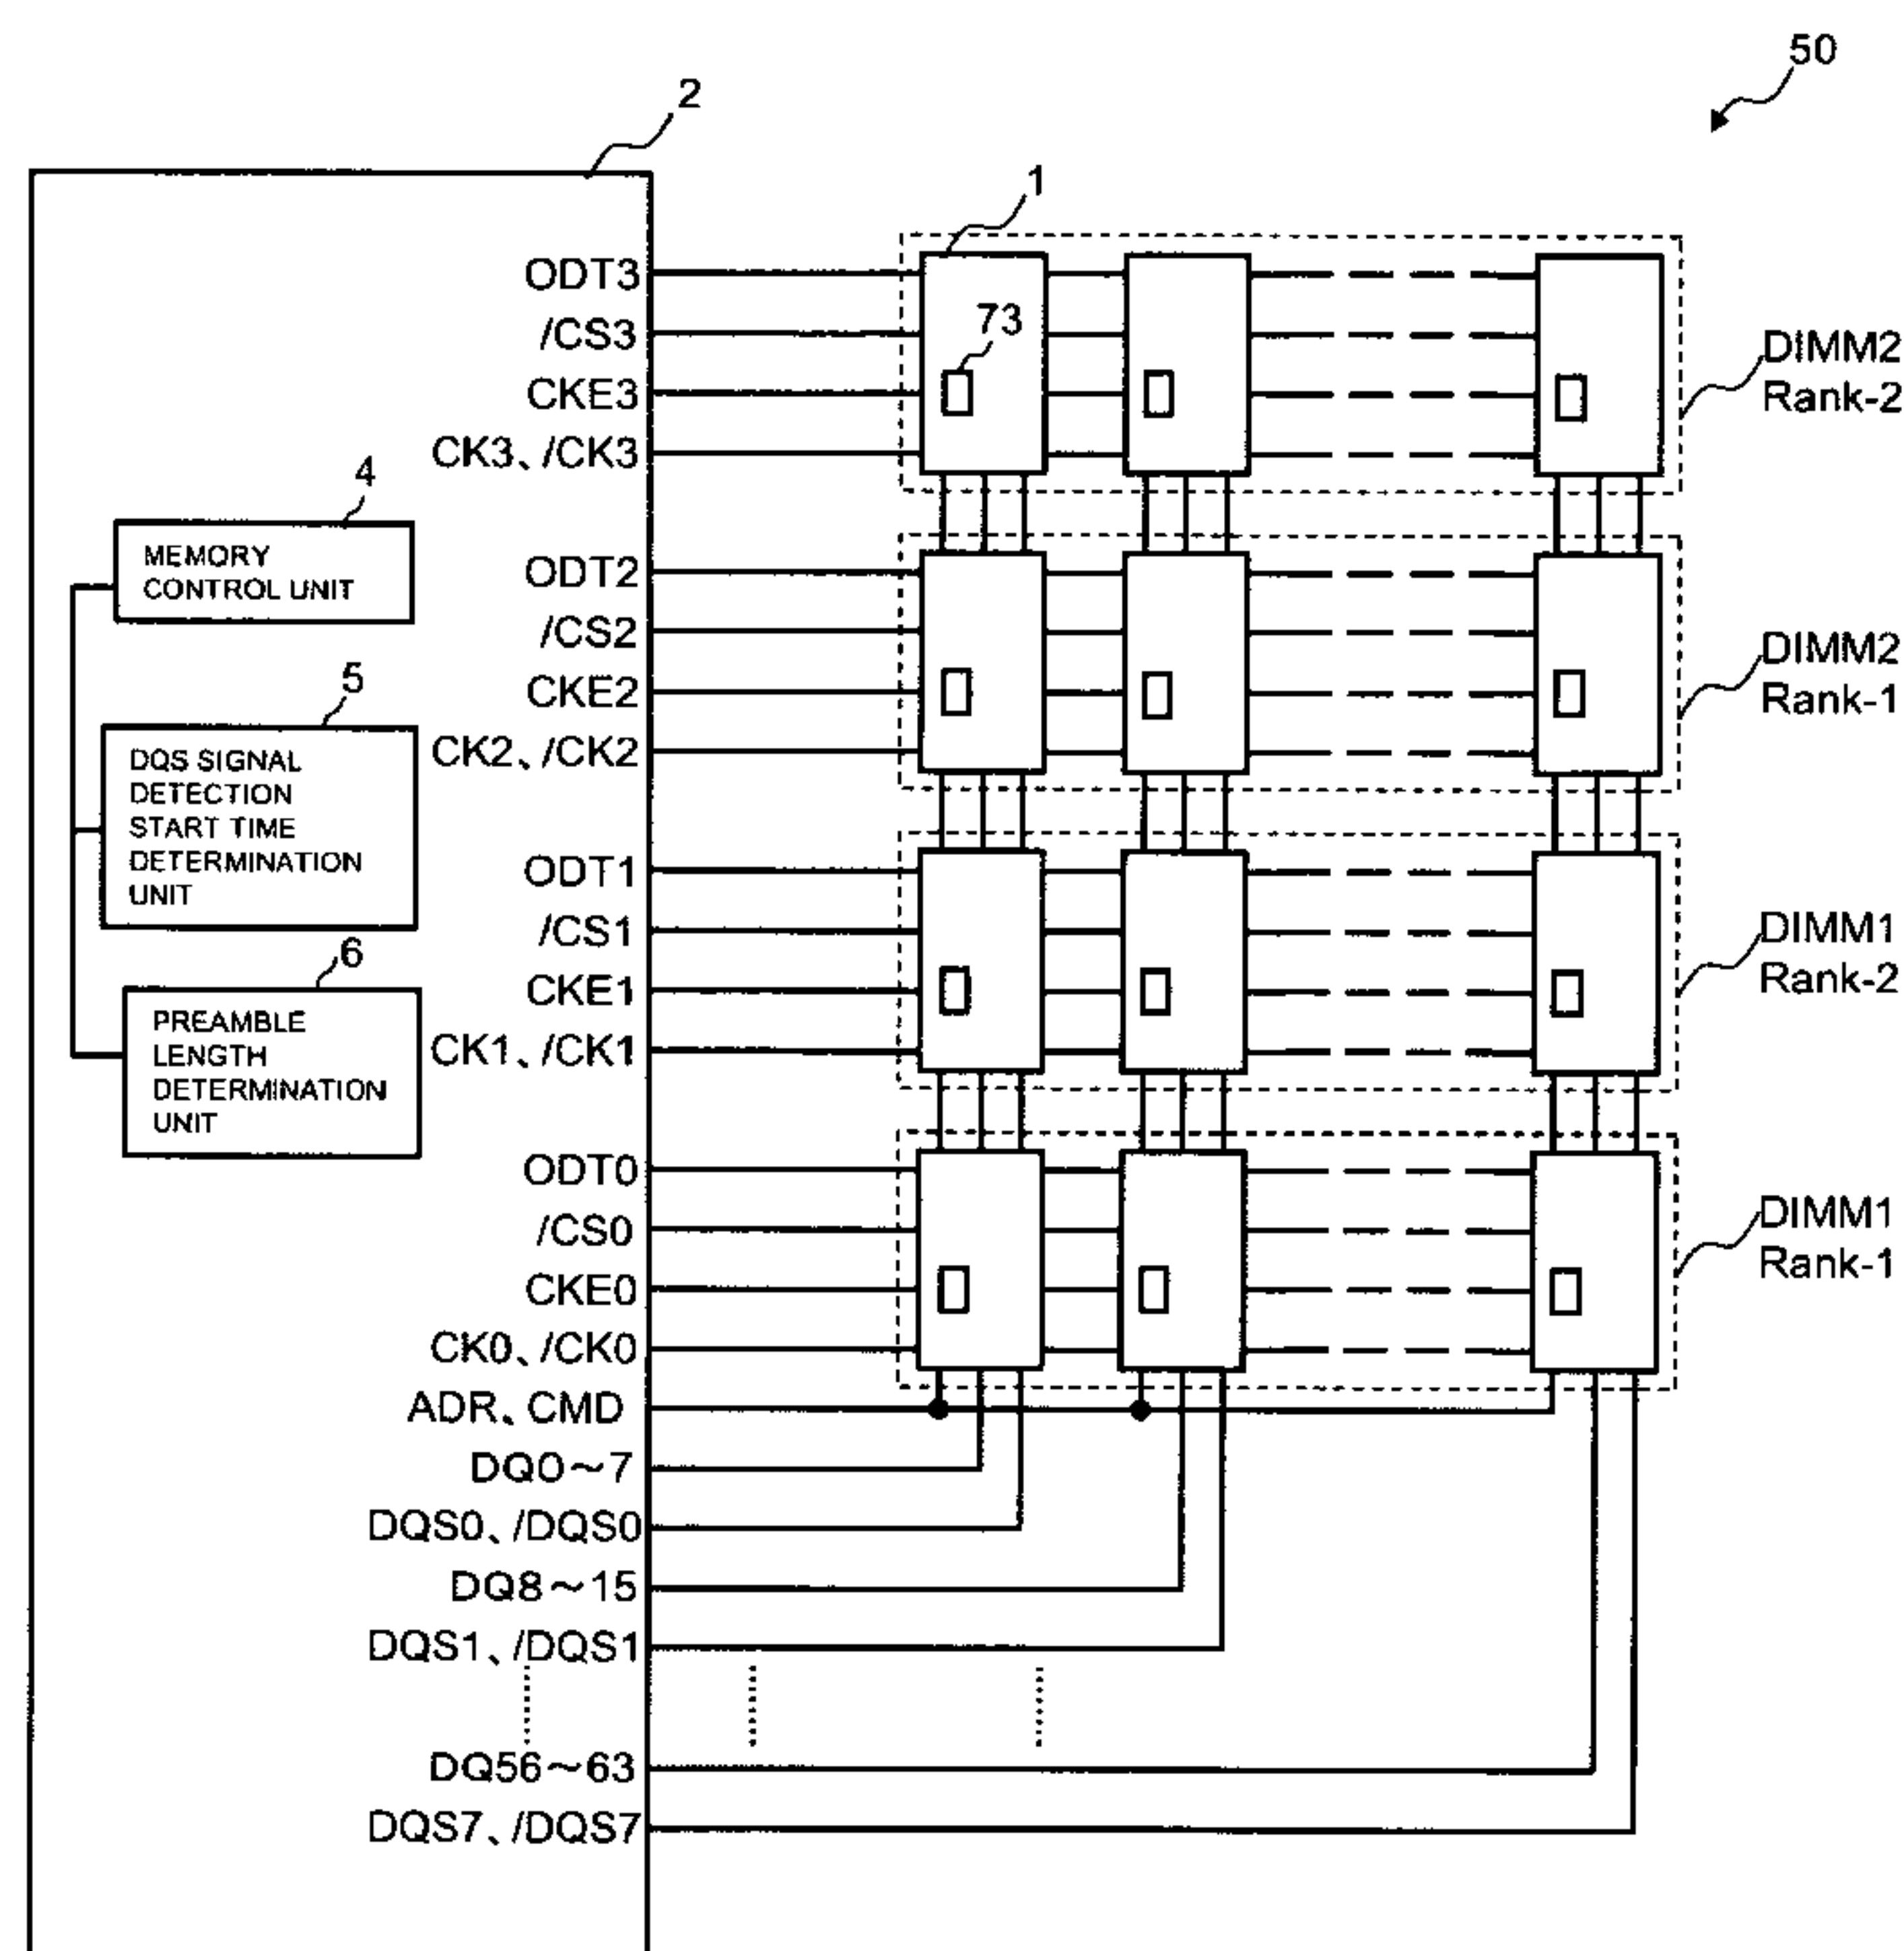 50
2
1
ODT3
/CS3
73
CKE3
CK3、/CK3
DIMM2
Rank-2
4
MEMORY
CONTROL UNIT
ODT2
/CS2
CKE2
CK2、/CK2
DIMM2
Rank-1
5
DQS SIGNAL
DETECTION
START TIME
DETERMINATION
UNIT
ODT1
/CS1
CKE1
CK1、/CK1
DIMM1
Rank-2
6
PREAMBLE
LENGTH
DETERMINATION
UNIT
ODT0
/CS0
CKE0
CK0、/CK0
DIMM1
Rank-1
ADR、CMD
DQ0～7
DQS0、/DQS0
DQ8～15
DQS1、/DQS1
DQ56～63
DQS7、/DQS7